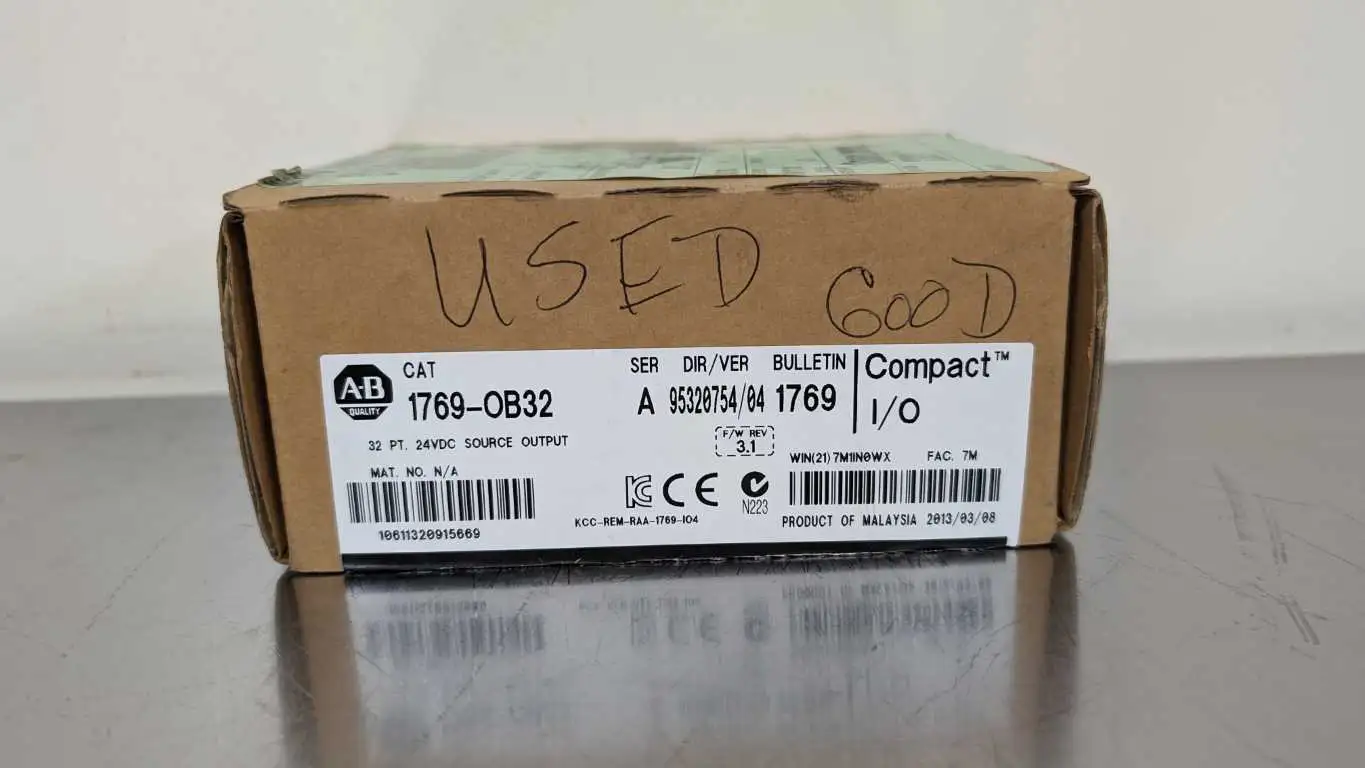 USED GOOD
A-B
QUALITY
CAT
1769-OB32
32 PT. 24VDC SOURCE OUTPUT
MAT. NO. N/A
10611320915669
SER DIR/VER BULLETIN
A 95320754/04 1769
F/W REV
3.1
KCC-REM-RAA-1769-IO4
CE
N223
Compact™
I/O
WIN(21) 7M1IN0WX FAC. 7M
PRODUCT OF MALAYSIA 2013/03/08